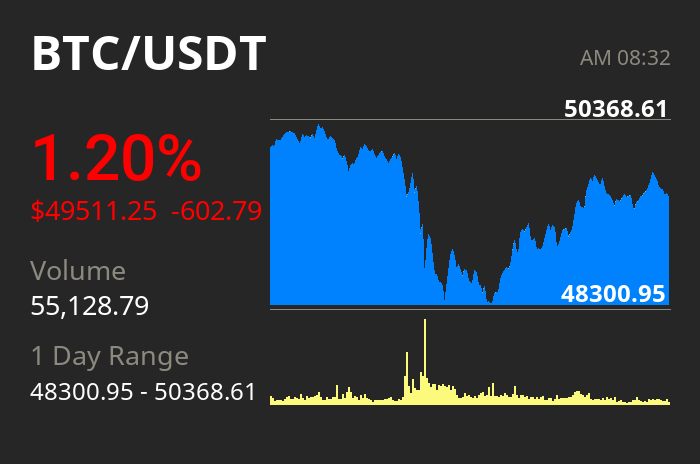 BTC/USDT
AM 08:32
50368.61
1.20%
$49511.25 -602.79
Volume
55,128.79
48300.95
1 Day Range
48300.95 - 50368.61